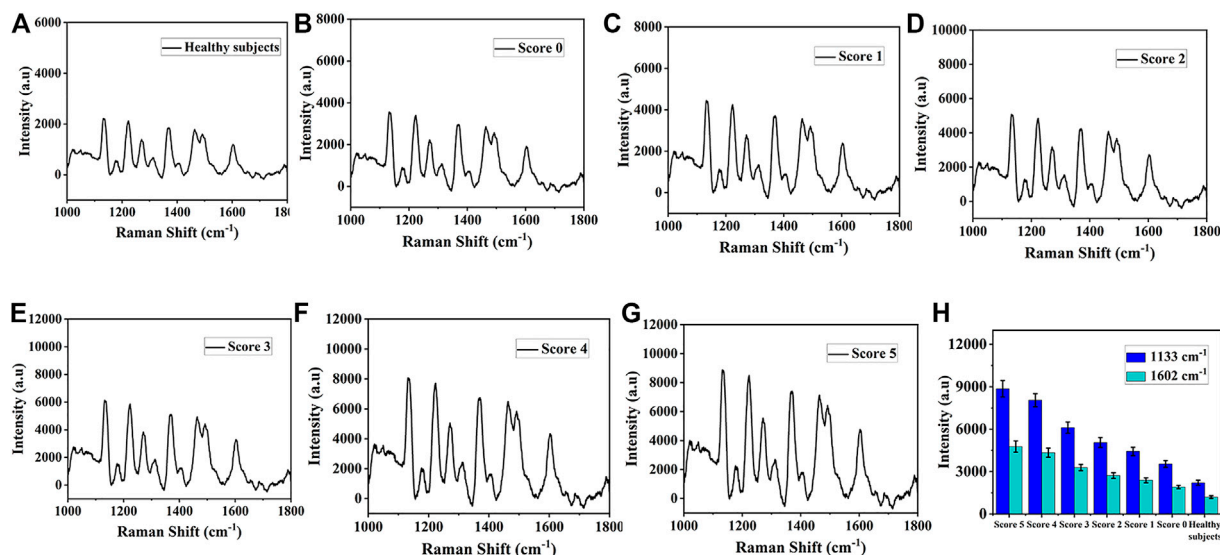 A
6000
4000
2000
0
Intensity (a.u)
Healthy subjects
1000 1200 1400 1600 1800
Raman Shift (cm⁻¹)
B
8000
6000
4000
2000
0
Intensity (a.u)
Score 0
1000 1200 1400 1600 1800
Raman Shift (cm⁻¹)
C
8000
6000
4000
2000
0
Intensity (a.u)
Score 1
1000 1200 1400 1600 1800
Raman Shift (cm⁻¹)
D
10000
8000
6000
4000
2000
0
Intensity (a.u)
Score 2
1000 1200 1400 1600 1800
Raman Shift (cm⁻¹)
E
12000
10000
8000
6000
4000
2000
0
Intensity (a.u)
Score 3
1000 1200 1400 1600 1800
Raman Shift (cm⁻¹)
F
12000
10000
8000
6000
4000
2000
0
Intensity (a.u)
Score 4
1000 1200 1400 1600 1800
Raman Shift (cm⁻¹)
G
12000
10000
8000
6000
4000
2000
0
Intensity (a.u)
Score 5
1000 1200 1400 1600 1800
Raman Shift (cm⁻¹)
H
12000
9000
6000
3000
0
Intensity (a.u)
1133 cm⁻¹
1602 cm⁻¹
Score 5 Score 4 Score 3 Score 2 Score 1 Score 0 Healthy
subjects